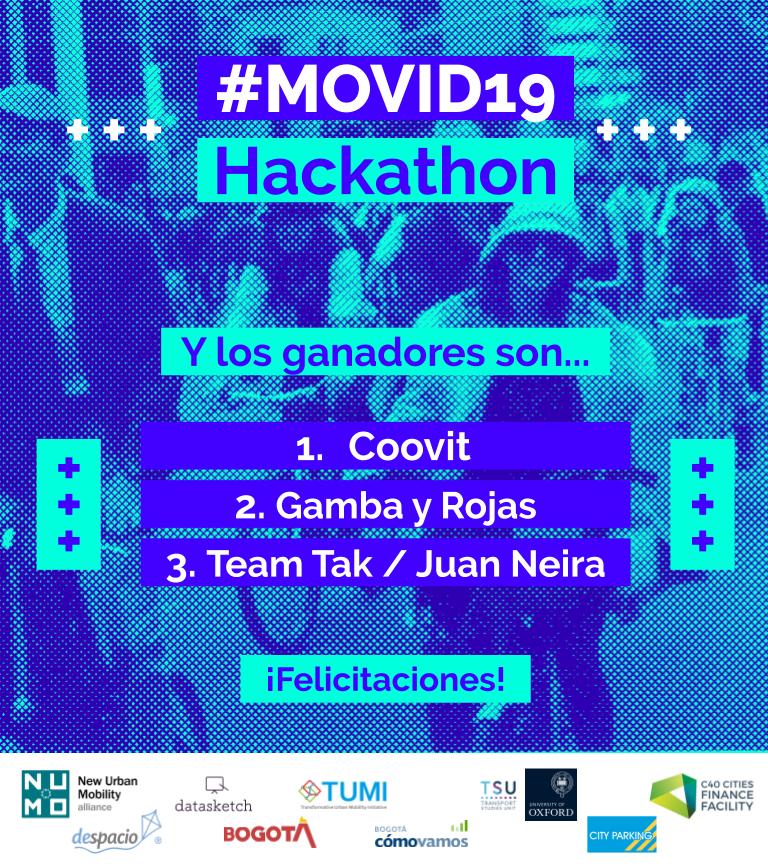 #MOVID19
Hackathon
Y los ganadores son...
1. Coovit
2. Gamba y Rojas
3. Team Tak / Juan Neira
¡Felicitaciones!
NUMO
New Urban
Mobility
alliance
datasketch
TUMI
Transformative Urban Mobility Initiative
TSU
TRANSPORT
STUDIES UNIT
UNIVERSITY OF
OXFORD
C40 CITIES
FINANCE
FACILITY
despacio
BOGOTÁ
BOGOTÁ
cómovamos
CITY PARKING